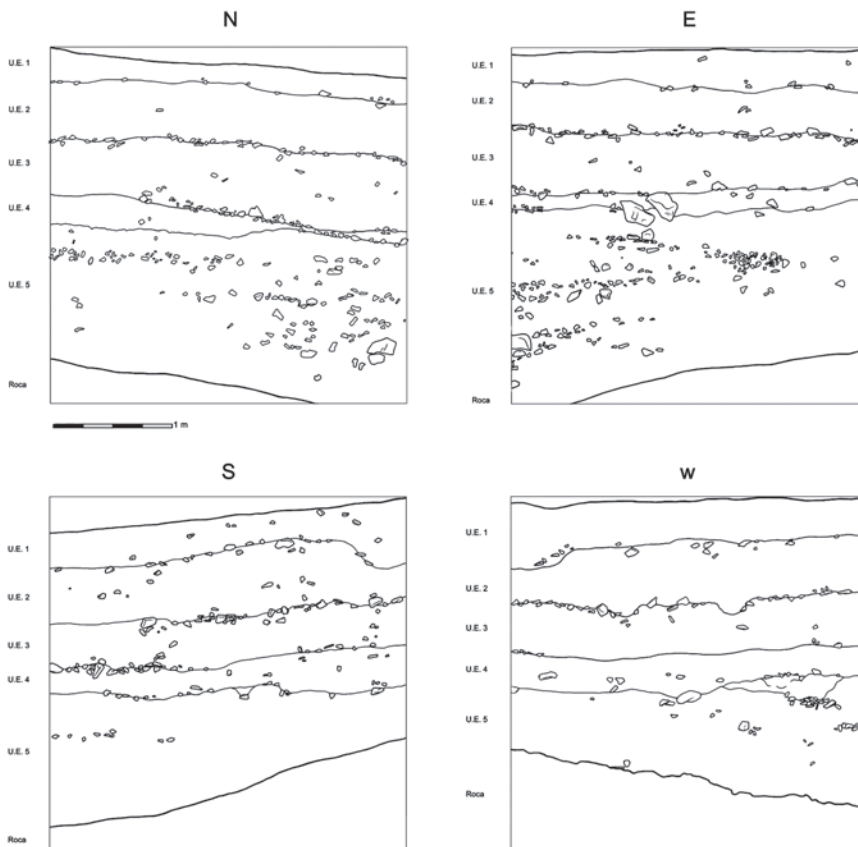 N
U.E. 1
U.E. 2
U.E. 3
U.E. 4
U.E. 5
Roca
1 m
E
U.E. 1
U.E. 2
U.E. 3
U.E. 4
U.E. 5
Roca
S
U.E. 1
U.E. 2
U.E. 3
U.E. 4
U.E. 5
Roca
w
U.E. 1
U.E. 2
U.E. 3
U.E. 4
U.E. 5
Roca